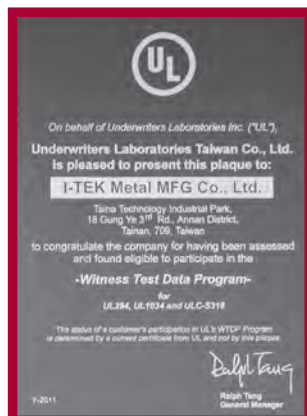 UL
On behalf of Underwriters Laboratories Inc. ("UL"),
Underwriters Laboratories Taiwan Co., Ltd.
is pleased to present this plaque to:
I-TEK Metal MFG Co., Ltd.
Taina Technology Industrial Park,
18 Gung Ye 3rd Rd., Annan District,
Tainan, 709, Taiwan
to congratulate the company for having been assessed
and found eligible to participate in the
-Witness Test Data Program-
for
UL294, UL1034 and ULC-S318
The status of a customer's participation in UL's WTDP Program
is determined by a current certificate from UL and not by this plaque.
Ralph Tang
Y-2011
Ralph Tang
General Manager